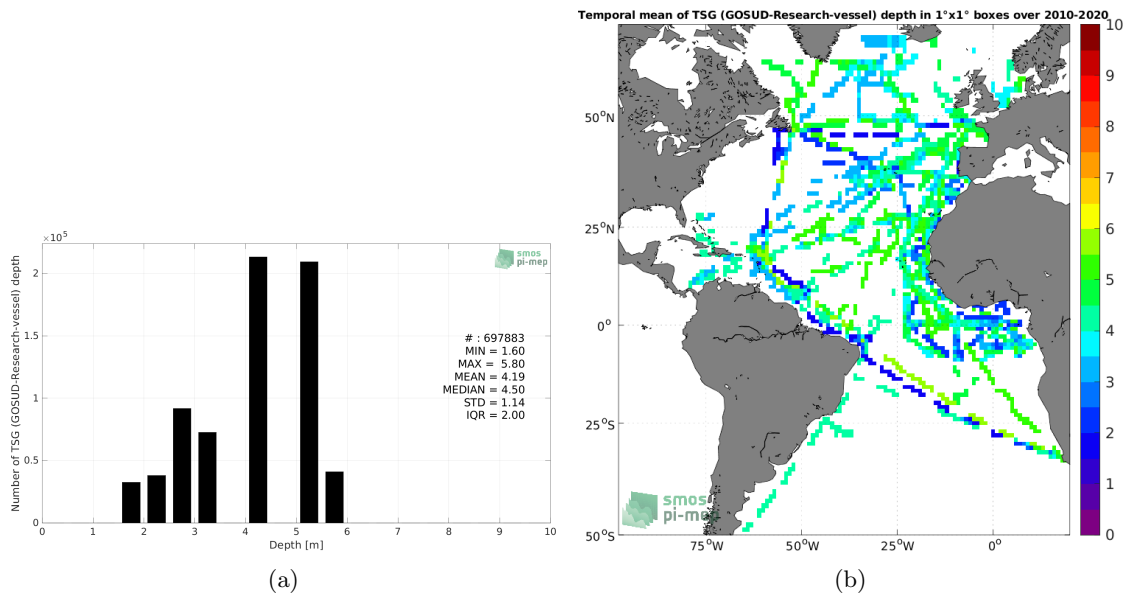 ×10⁵
2
1.5
1
0.5
0
Number of TSG (GOSUD-Research-vessel) depth
smos
pi-mep
# : 697883
MIN = 1.60
MAX = 5.80
MEAN = 4.19
MEDIAN = 4.50
STD = 1.14
IQR = 2.00
0 1 2 3 4 5 6 7 8 9 10
Depth [m]
(a)
Temporal mean of TSG (GOSUD-Research-vessel) depth in 1°x1° boxes over 2010-2020
50°N
25°N
0°
25°S
50°S
75°W 50°W 25°W 0°
smos
pi-mep
10
9
8
7
6
5
4
3
2
1
0
(b)